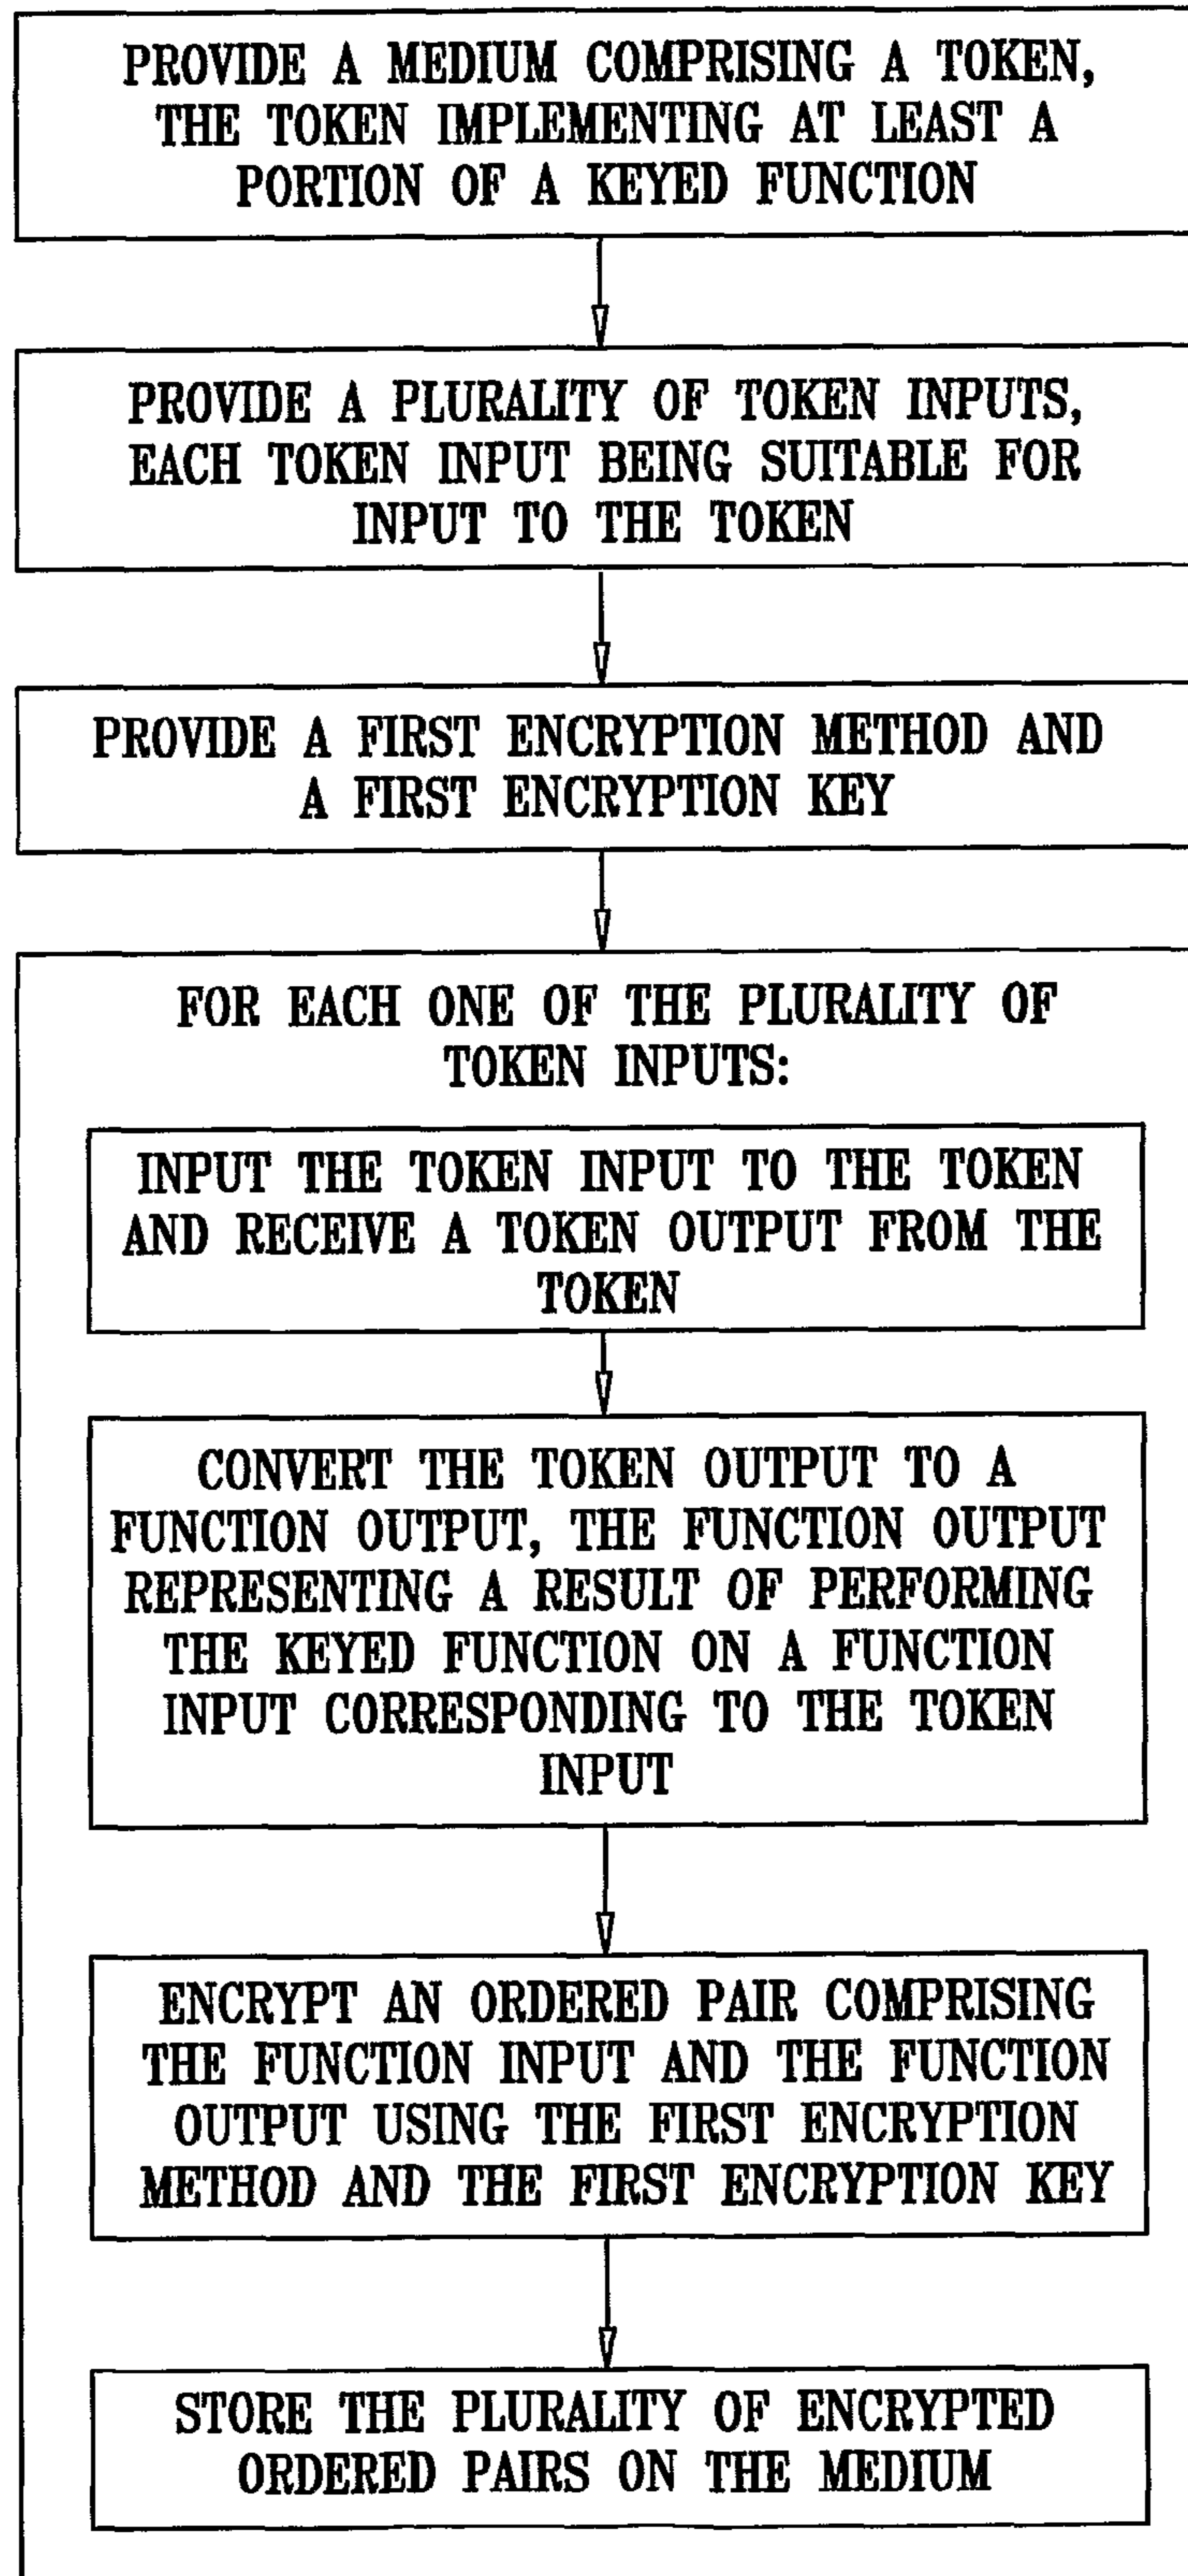 PROVIDE A MEDIUM COMPRISING A TOKEN,
THE TOKEN IMPLEMENTING AT LEAST A
PORTION OF A KEYED FUNCTION
PROVIDE A PLURALITY OF TOKEN INPUTS,
EACH TOKEN INPUT BEING SUITABLE FOR
INPUT TO THE TOKEN
PROVIDE A FIRST ENCRYPTION METHOD AND
A FIRST ENCRYPTION KEY
FOR EACH ONE OF THE PLURALITY OF
TOKEN INPUTS:
INPUT THE TOKEN INPUT TO THE TOKEN
AND RECEIVE A TOKEN OUTPUT FROM THE
TOKEN
CONVERT THE TOKEN OUTPUT TO A
FUNCTION OUTPUT, THE FUNCTION OUTPUT
REPRESENTING A RESULT OF PERFORMING
THE KEYED FUNCTION ON A FUNCTION
INPUT CORRESPONDING TO THE TOKEN
INPUT
ENCRYPT AN ORDERED PAIR COMPRISING
THE FUNCTION INPUT AND THE FUNCTION
OUTPUT USING THE FIRST ENCRYPTION
METHOD AND THE FIRST ENCRYPTION KEY
STORE THE PLURALITY OF ENCRYPTED
ORDERED PAIRS ON THE MEDIUM